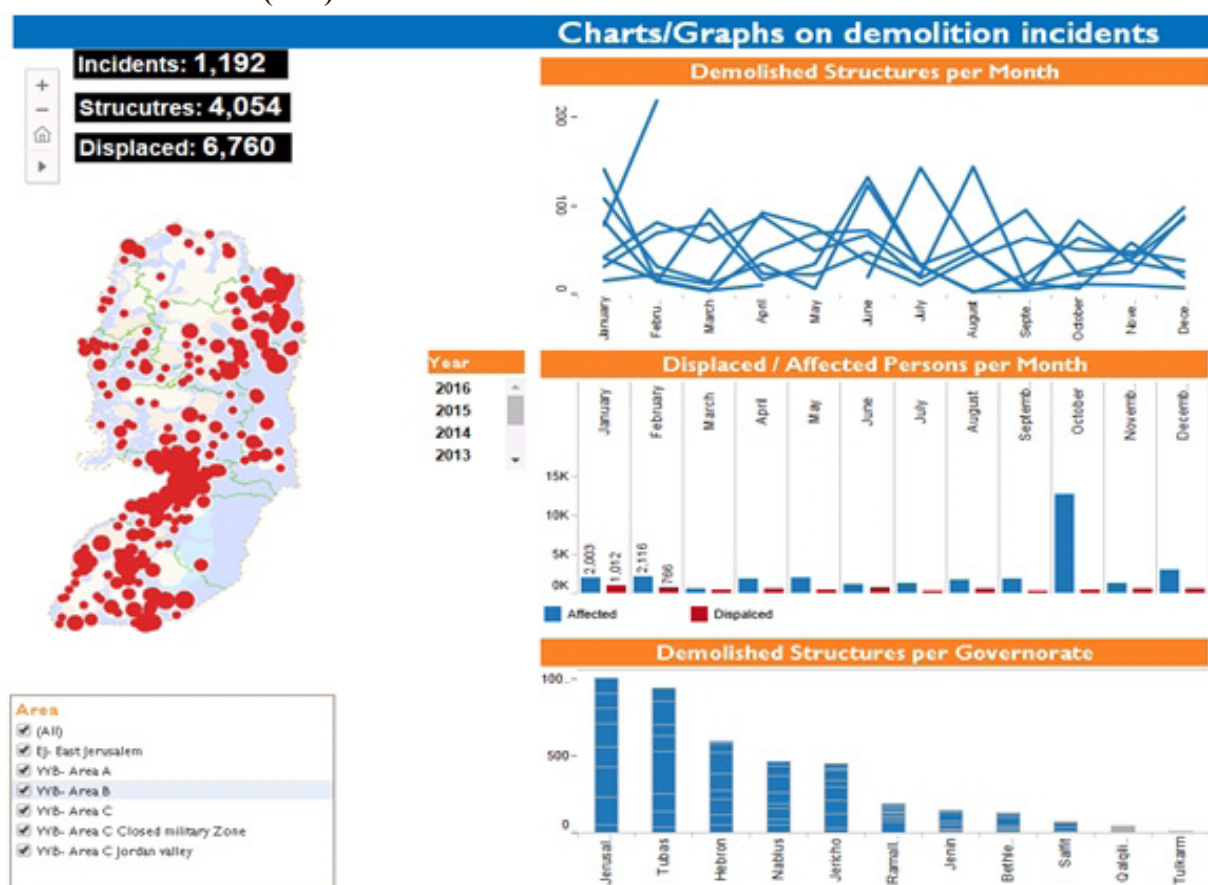 Charts/Graphs on demolition incidents
Incidents: 1,192
Strucutres: 4,054
Displaced: 6,760
Demolished Structures per Month
200
100
0
January
Febru..
March
April
May
June
July
August
Septe..
October
Nove..
Dece..
Year
2016
2015
2014
2013
Displaced / Affected Persons per Month
January
February
March
April
May
June
July
August
Septemb..
October
Novemb..
Decemb..
15K
10K
5K
0K
2,003
1,012
2,116
766
Affected
Dispalced
Demolished Structures per Governorate
100..
500
0
Jerusal..
Tubas
Hebron
Nablus
Jericho
Ramall..
Jenin
Bethle..
Salfit
Qalqili..
Tulkarm
Area
(All)
EJ- East Jerusalem
WB- Area A
WB- Area B
WB- Area C
WB- Area C Closed military Zone
WB- Area C Jordan valley